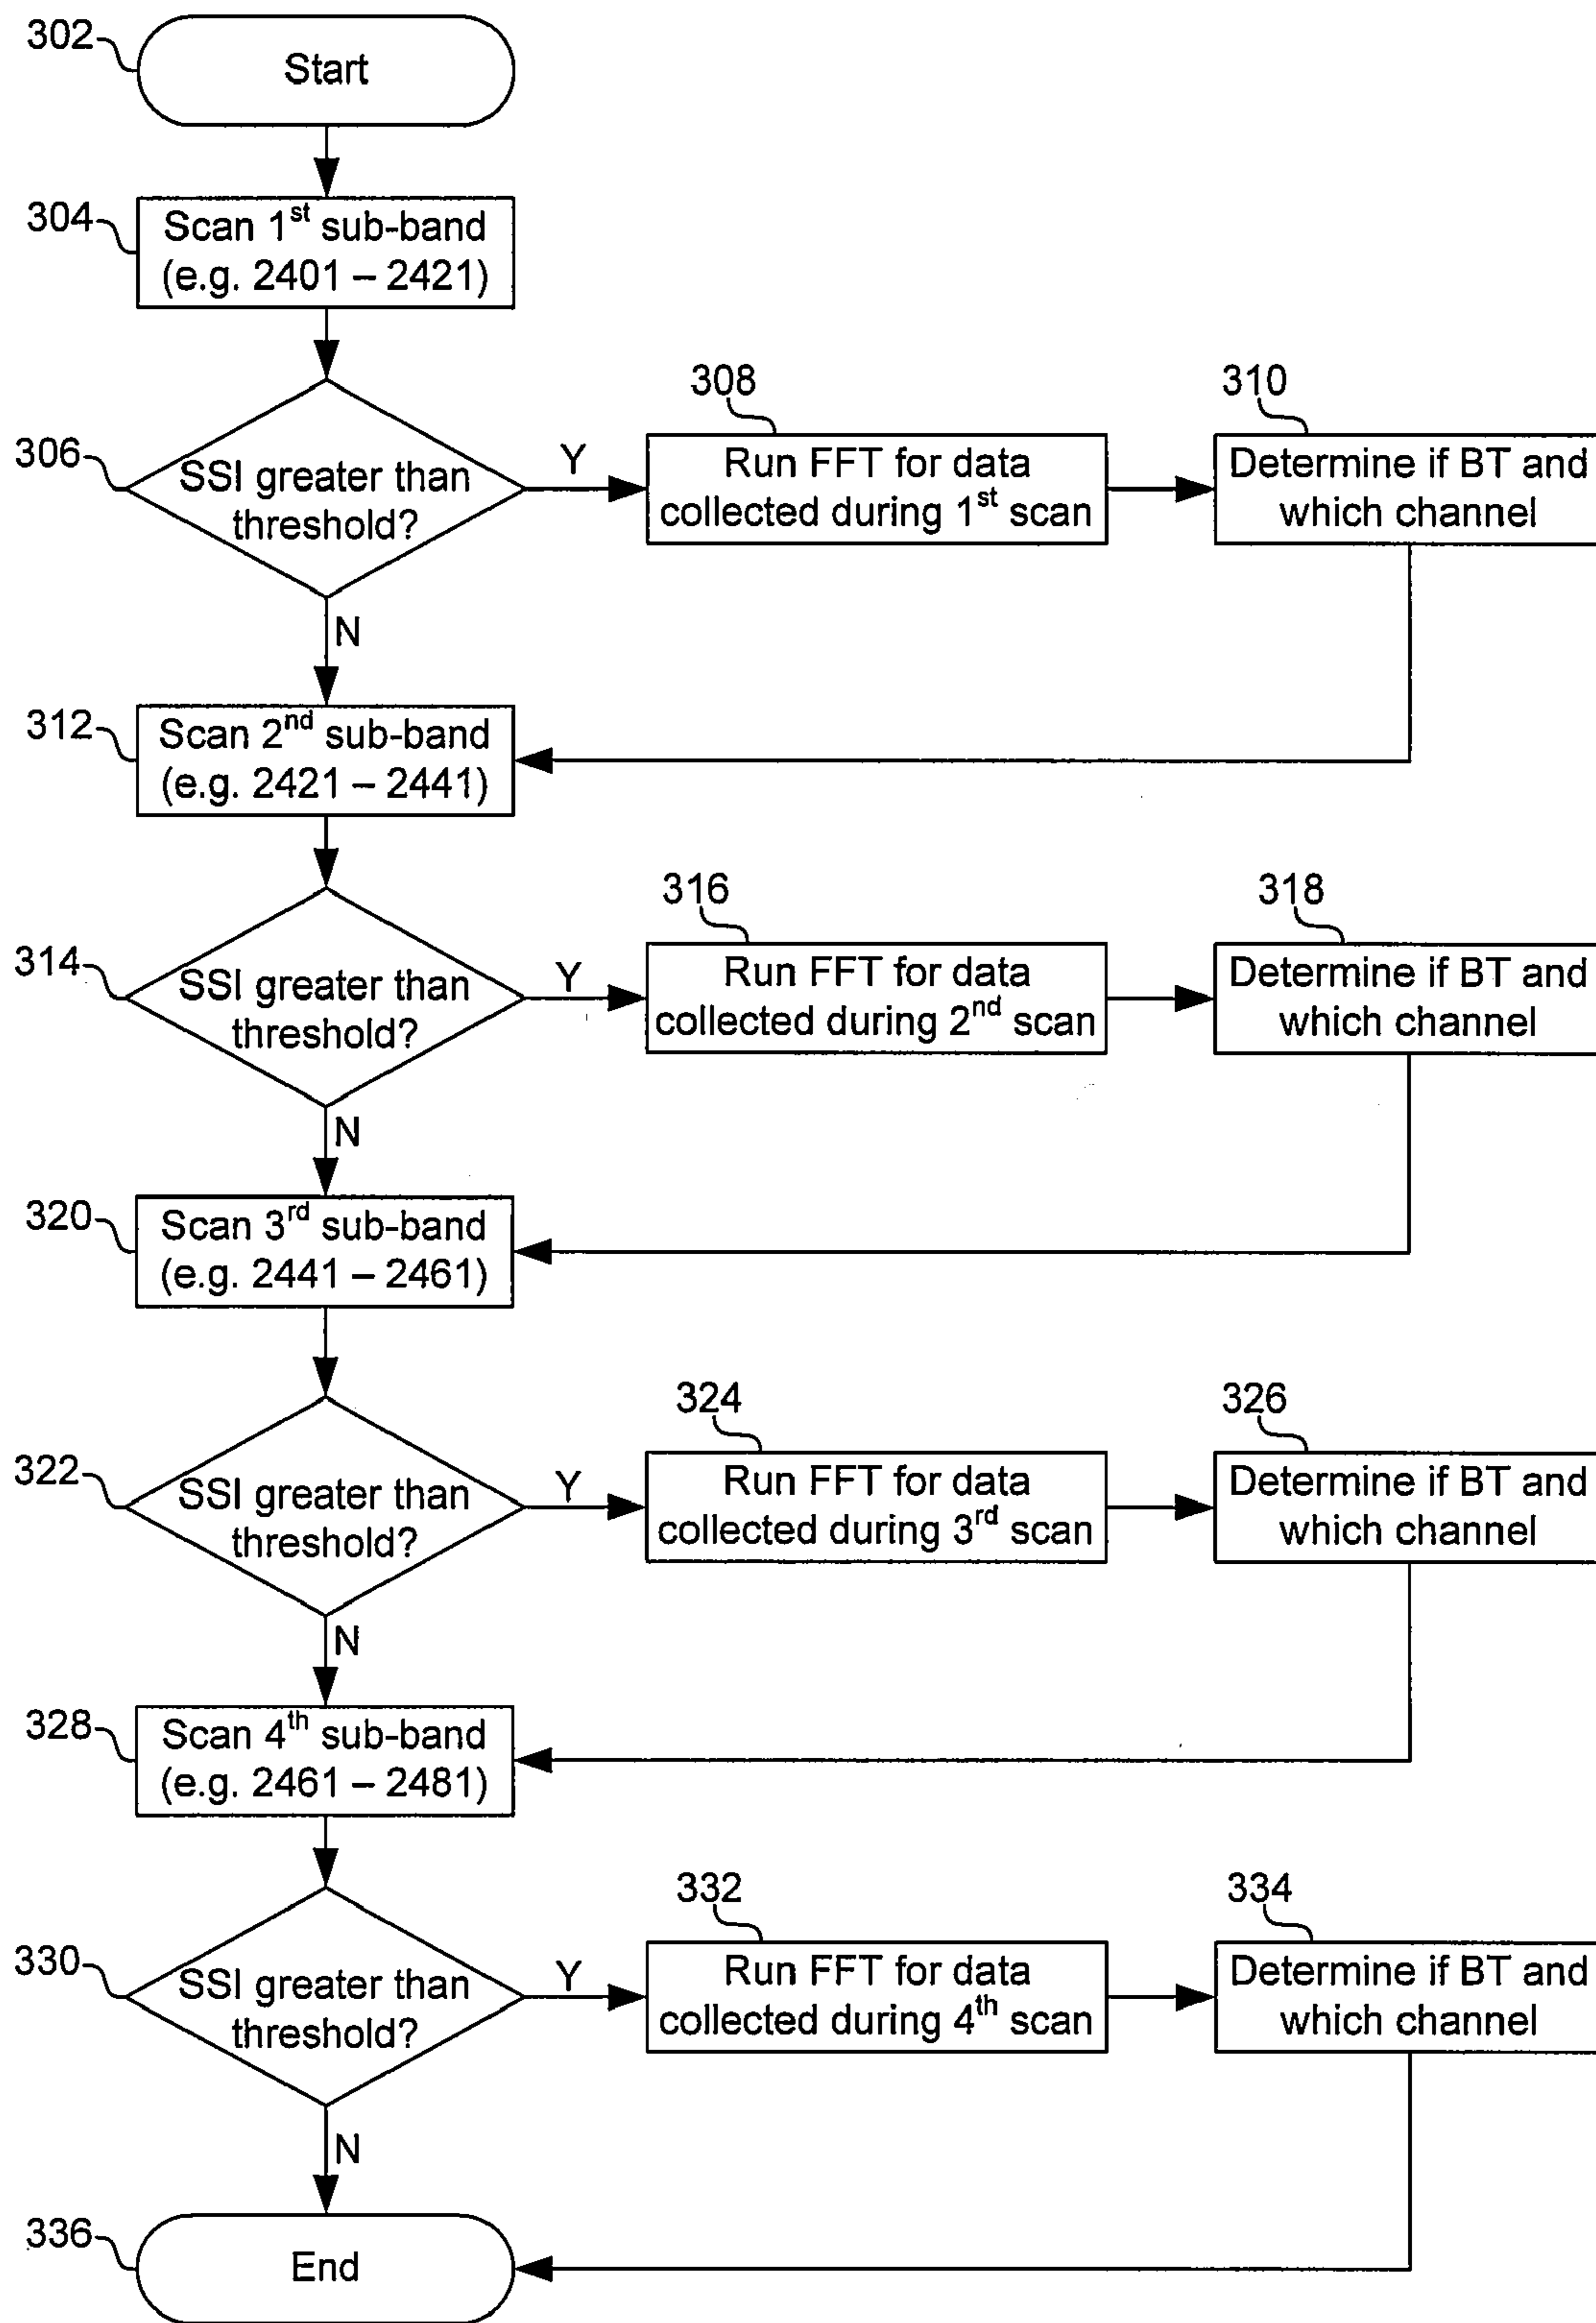 302
Start
304
Scan 1st sub-band
(e.g. 2401 – 2421)
306
SSI greater than
threshold?
Y
N
308
Run FFT for data
collected during 1st scan
310
Determine if BT and
which channel
312
Scan 2nd sub-band
(e.g. 2421 – 2441)
314
SSI greater than
threshold?
Y
N
316
Run FFT for data
collected during 2nd scan
318
Determine if BT and
which channel
320
Scan 3rd sub-band
(e.g. 2441 – 2461)
322
SSI greater than
threshold?
Y
N
324
Run FFT for data
collected during 3rd scan
326
Determine if BT and
which channel
328
Scan 4th sub-band
(e.g. 2461 – 2481)
330
SSI greater than
threshold?
Y
N
332
Run FFT for data
collected during 4th scan
334
Determine if BT and
which channel
336
End